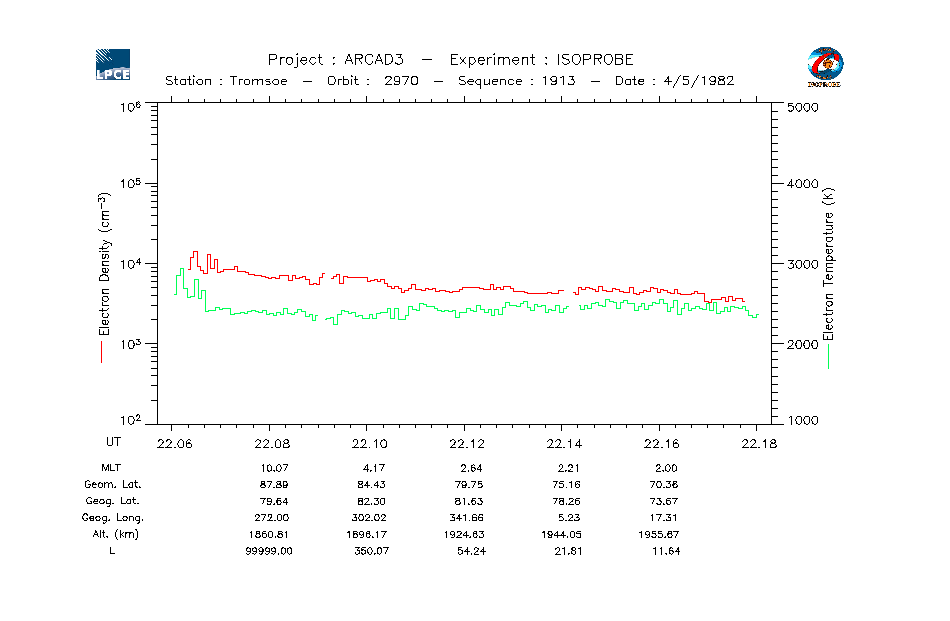 LPCE
Project : ARCAD3 – Experiment : ISOPROBE
Station : Tromsoe – Orbit : 2970 – Sequence : 1913 – Date : 4/5/1982
ISOPROBE
10^6
10^5
10^4
10^3
10^2
Electron Density (cm^-3)
5000
4000
3000
2000
1000
Electron Temperature (K)
UT 22.06 22.08 22.10 22.12 22.14 22.16 22.18
MLT 10.07 4.17 2.64 2.21 2.00
Geom. Lat. 87.89 84.43 79.75 75.16 70.36
Geog. Lat. 79.64 82.30 81.63 78.26 73.67
Geog. Long. 272.00 302.02 341.66 5.23 17.31
Alt. (km) 1860.81 1896.17 1924.63 1944.05 1955.67
L 99999.00 350.07 54.24 21.81 11.64